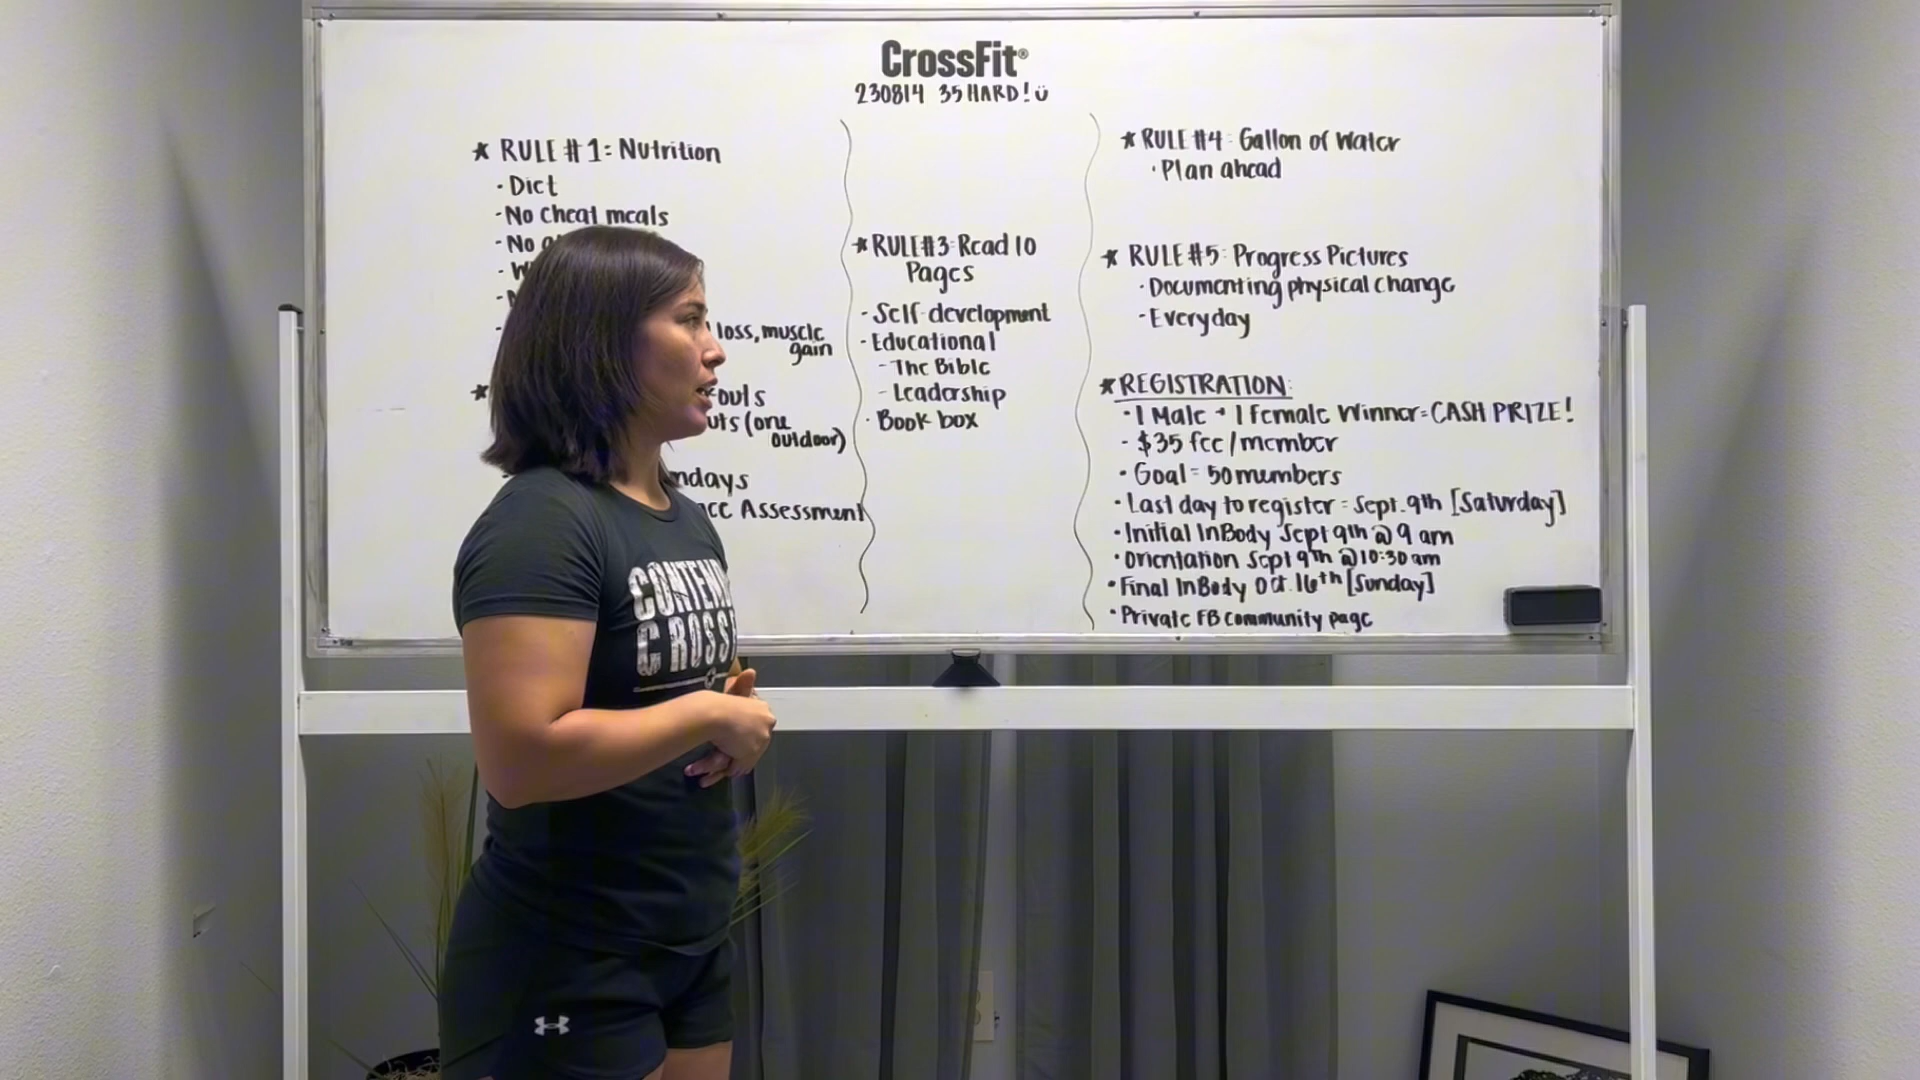 CrossFit®
230814 35 HARD! ü
★ RULE #1: Nutrition
· Diet
- No cheat meals
- No
loss, muscle
gain
(one
outdoor)
Assessment
★ RULE #3: Read 10
Pages
- Self-development
- Educational
- The Bible
- Leadership
· Book box
★ RULE #4: Gallon of Water
· Plan ahead
★ RULE #5: Progress Pictures
· Documenting physical change
- Everyday
★ REGISTRATION:
· 1 Male + 1 Female Winner = CASH PRIZE!
- $35 fee / member
· Goal = 50 members
· Last day to register = Sept. 9th [Saturday]
· Initial InBody Sept 9th @ 9 am
· Orientation Sept 9th @ 10:30 am
· Final InBody Oct. 16th [Sunday]
· Private FB community page